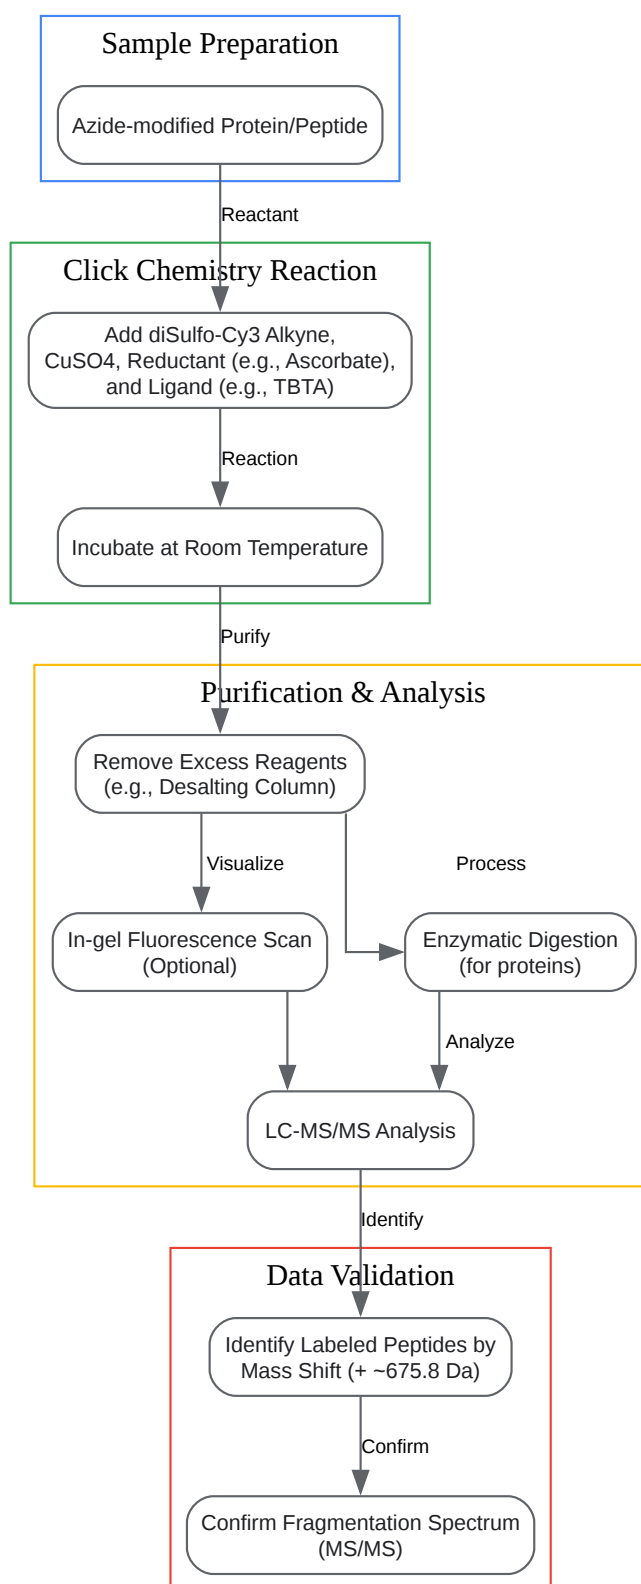 Sample Preparation
Azide-modified Protein/Peptide
Reactant
Click Chemistry Reaction
Add diSulfo-Cy3 Alkyne,
CuSO4, Reductant (e.g., Ascorbate),
and Ligand (e.g., TBTA)
Reaction
Incubate at Room Temperature
Purify
Purification & Analysis
Remove Excess Reagents
(e.g., Desalting Column)
Visualize
Process
In-gel Fluorescence Scan
(Optional)
Enzymatic Digestion
(for proteins)
Analyze
LC-MS/MS Analysis
Identify
Data Validation
Identify Labeled Peptides by
Mass Shift (+ ~675.8 Da)
Confirm
Confirm Fragmentation Spectrum
(MS/MS)